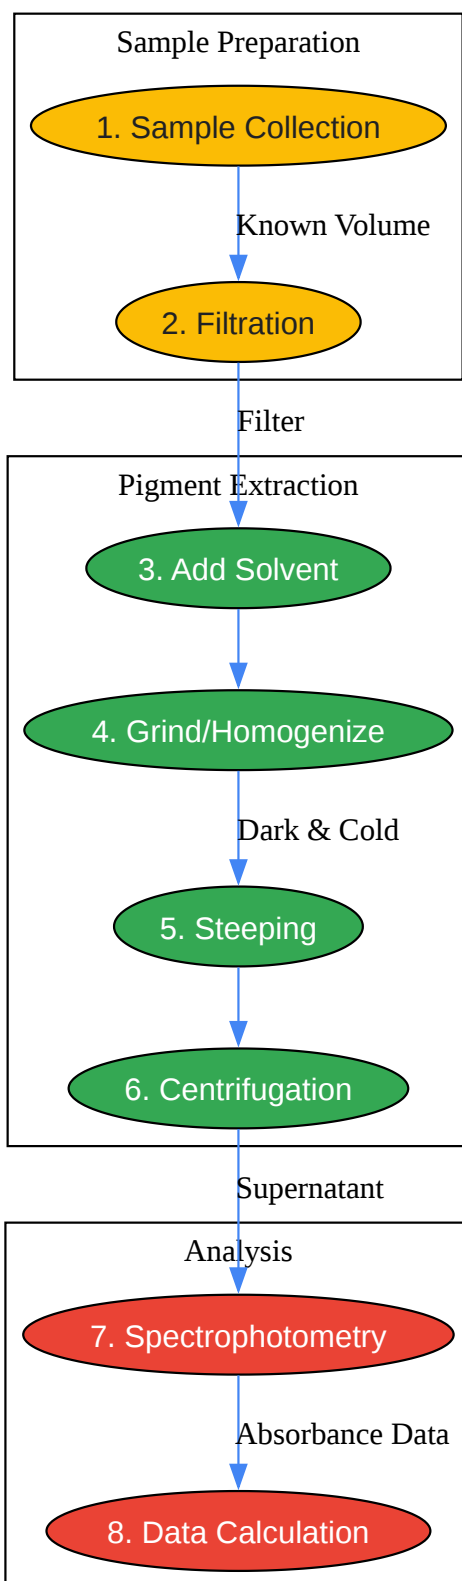 Sample Preparation
1. Sample Collection
Known Volume
2. Filtration
Filter
Pigment Extraction
3. Add Solvent
4. Grind/Homogenize
Dark & Cold
5. Steeping
6. Centrifugation
Supernatant
Analysis
7. Spectrophotometry
Absorbance Data
8. Data Calculation